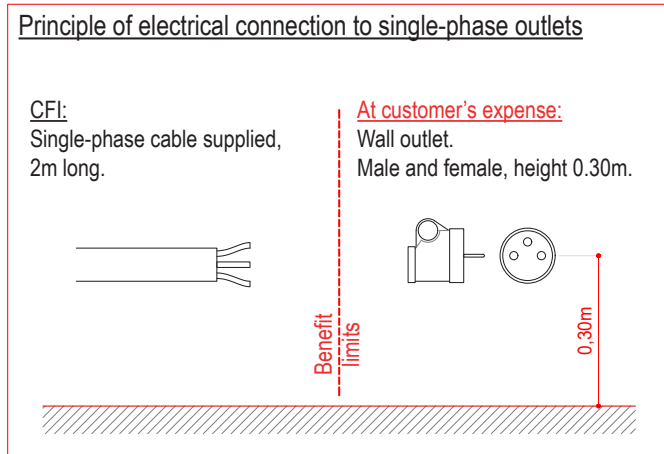 Principle of electrical connection to single-phase outlets
CFI:
Single-phase cable supplied,
2m long.
At customer's expense:
Wall outlet.
Male and female, height 0.30m.
Benefit
limits
0,30m